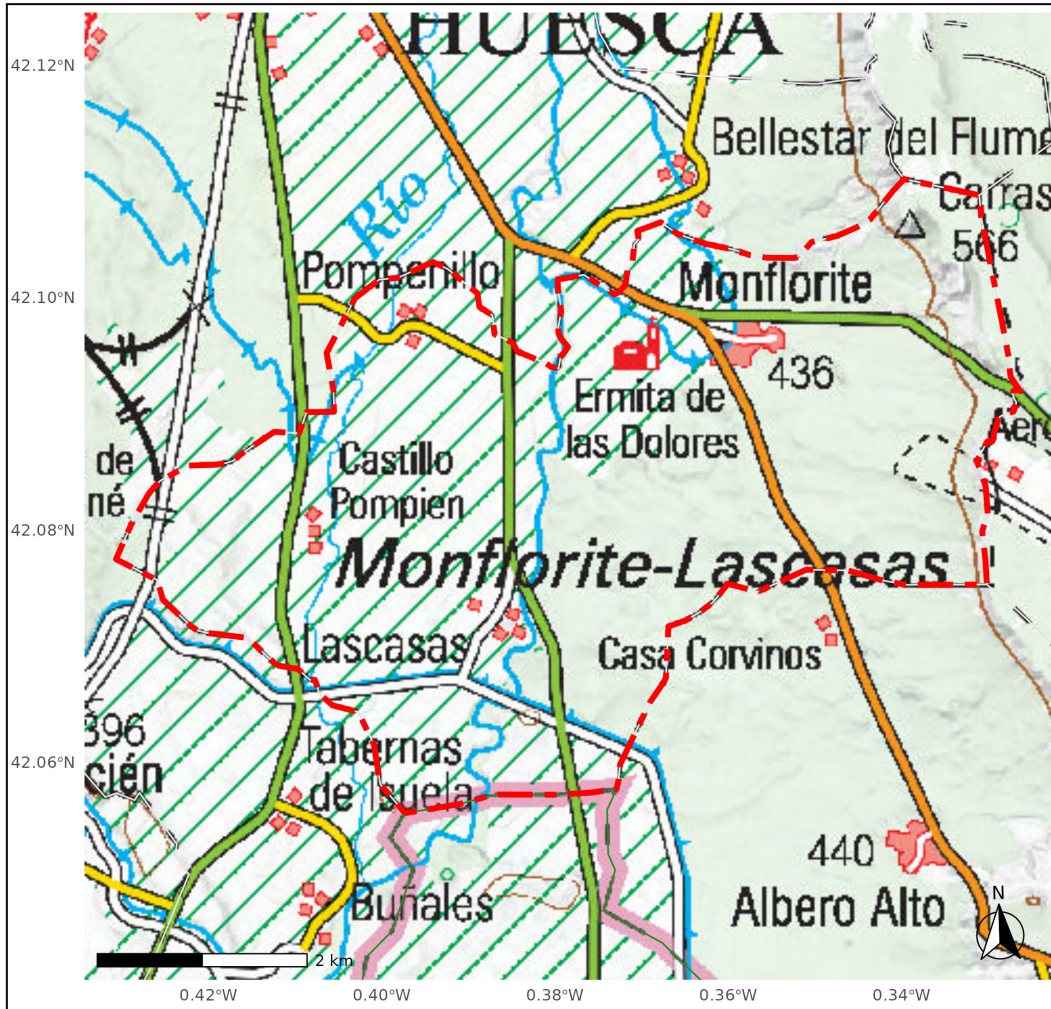 HUESCA
42.12°N
Bellestar del Flume
Río
Carras
566
Pompenillo
Monflorite
42.10°N
436
Ermita de
las Dolores
Aero
de
né
Castillo
Pompien
42.08°N
Monflorite-Lascasas
Lascasas
Casa Corvinos
396
cién
Tabernas
de Isuela
42.06°N
440
Buñales
Albero Alto
N
2 km
0.42°W
0.40°W
0.38°W
0.36°W
0.34°W